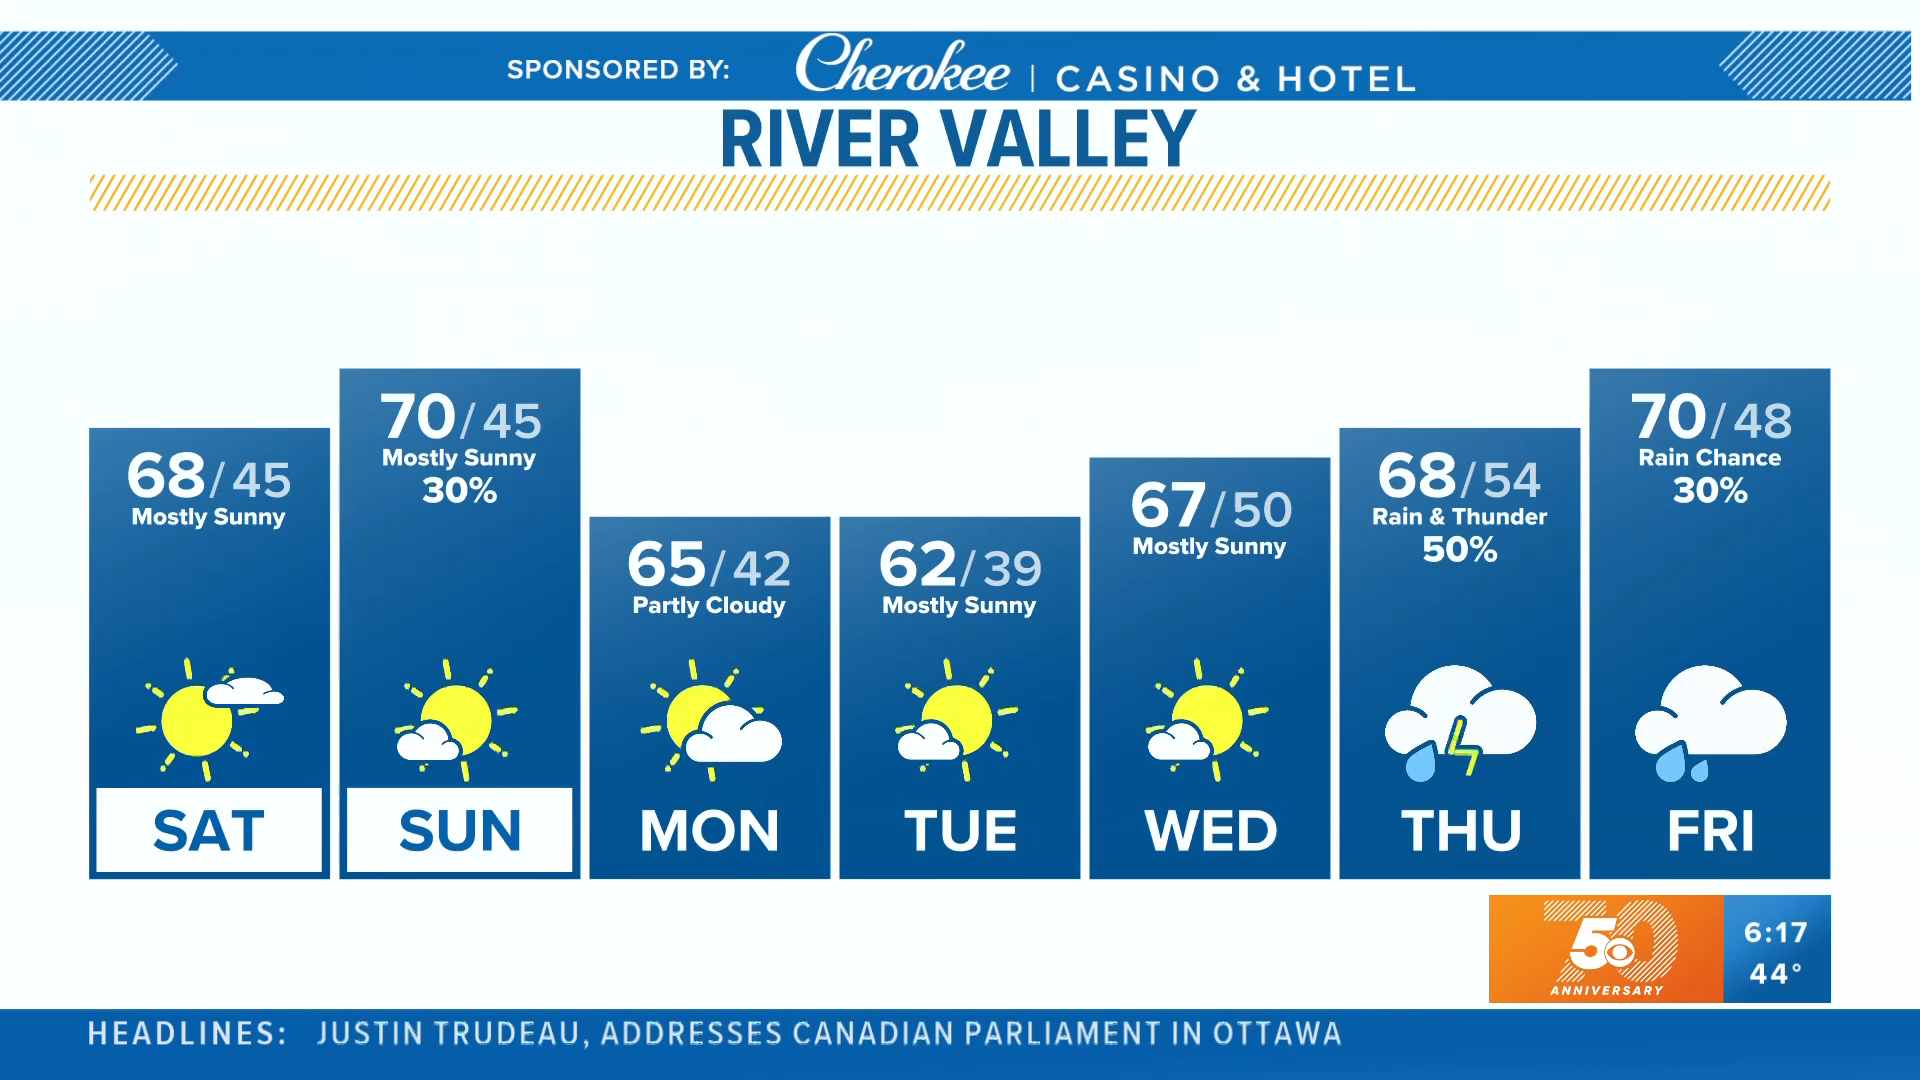 SPONSORED BY: Cherokee | CASINO & HOTEL
RIVER VALLEY
68/45
Mostly Sunny
SAT
70/45
Mostly Sunny
30%
SUN
65/42
Partly Cloudy
MON
62/39
Mostly Sunny
TUE
67/50
Mostly Sunny
WED
68/54
Rain & Thunder
50%
THU
70/48
Rain Chance
30%
FRI
70
5
ANNIVERSARY
6:17
44°
HEADLINES: JUSTIN TRUDEAU, ADDRESSES CANADIAN PARLIAMENT IN OTTAWA